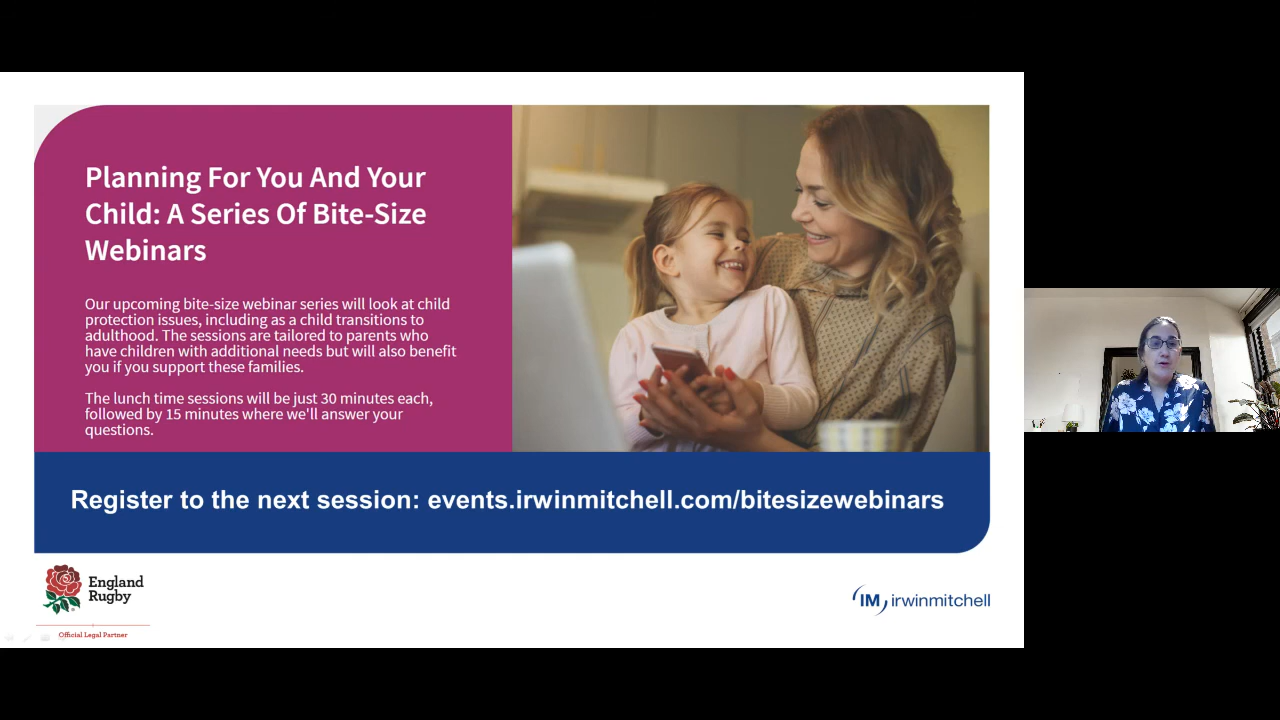 Planning For You And Your
Child: A Series Of Bite-Size
Webinars
Our upcoming bite-size webinar series will look at child
protection issues, including as a child transitions to
adulthood. The sessions are tailored to parents who
have children with additional needs but will also benefit
you if you support these families.
The lunch time sessions will be just 30 minutes each,
followed by 15 minutes where we'll answer your
questions.
Register to the next session: events.irwinmitchell.com/bitesizewebinars
England
Rugby
Official Legal Partner
IM irwinmitchell